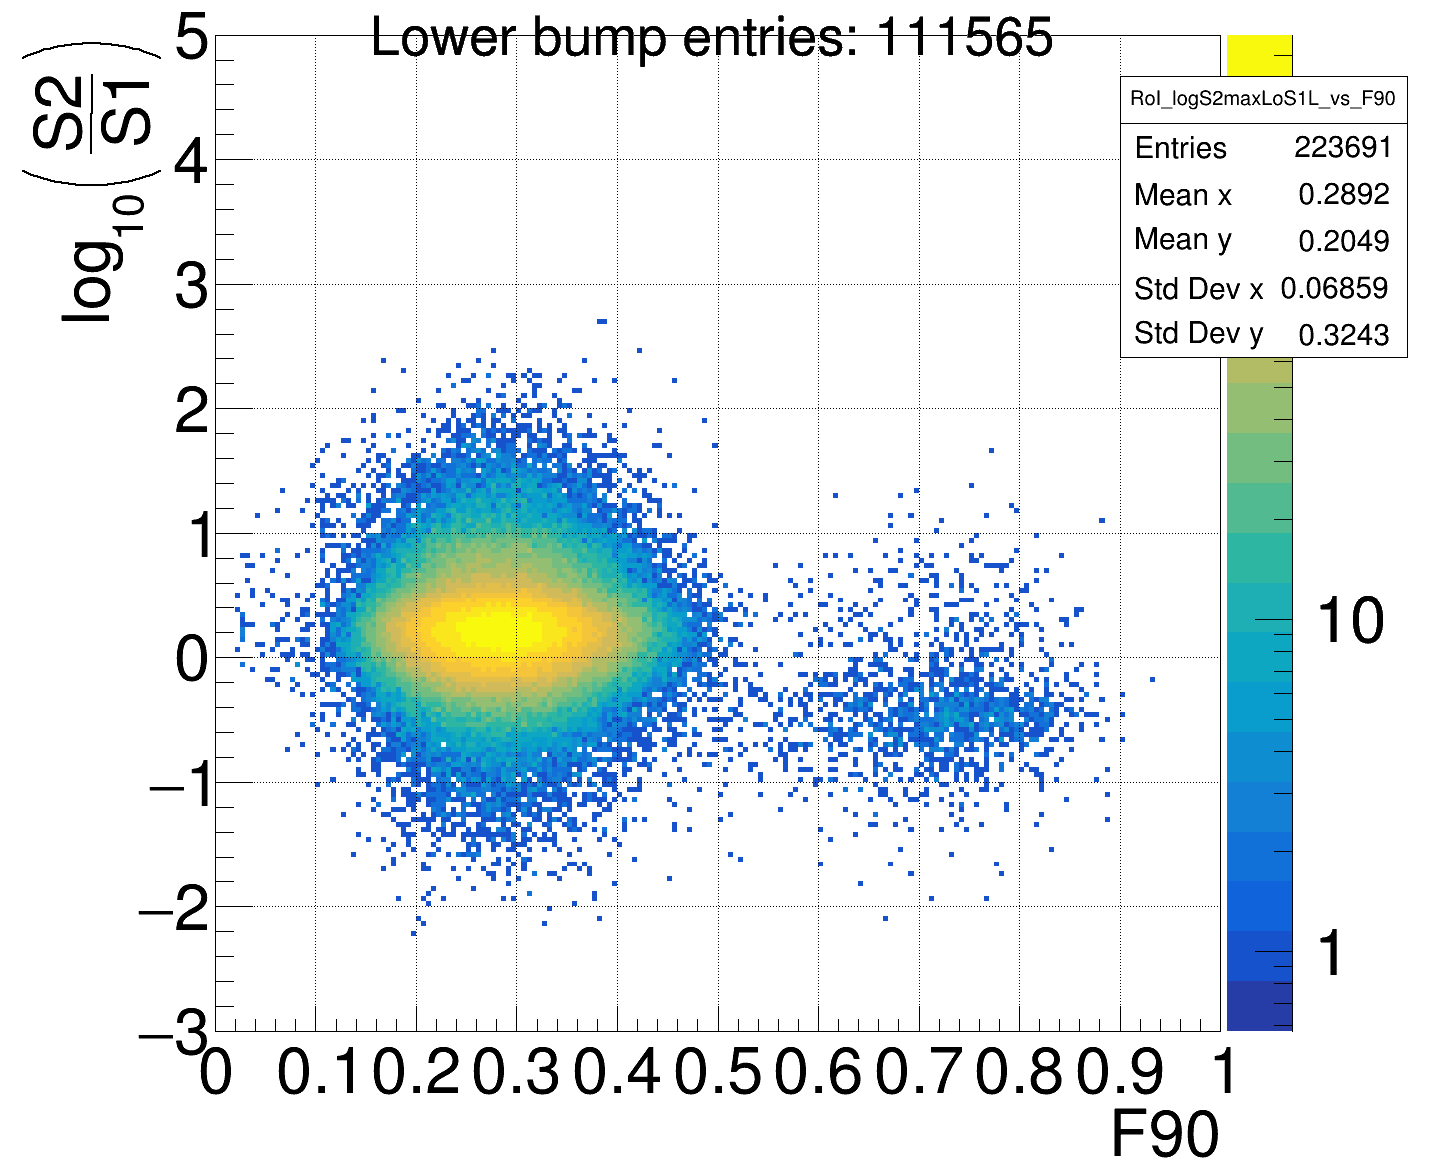 Lower bump entries: 111565
log10(S2/S1)
5
4
3
2
1
0
−1
−2
−3
0 0.1 0.2 0.3 0.4 0.5 0.6 0.7 0.8 0.9 1
F90
RoI_logS2maxLoS1L_vs_F90
Entries 223691
Mean x 0.2892
Mean y 0.2049
Std Dev x 0.06859
Std Dev y 0.3243
10
1